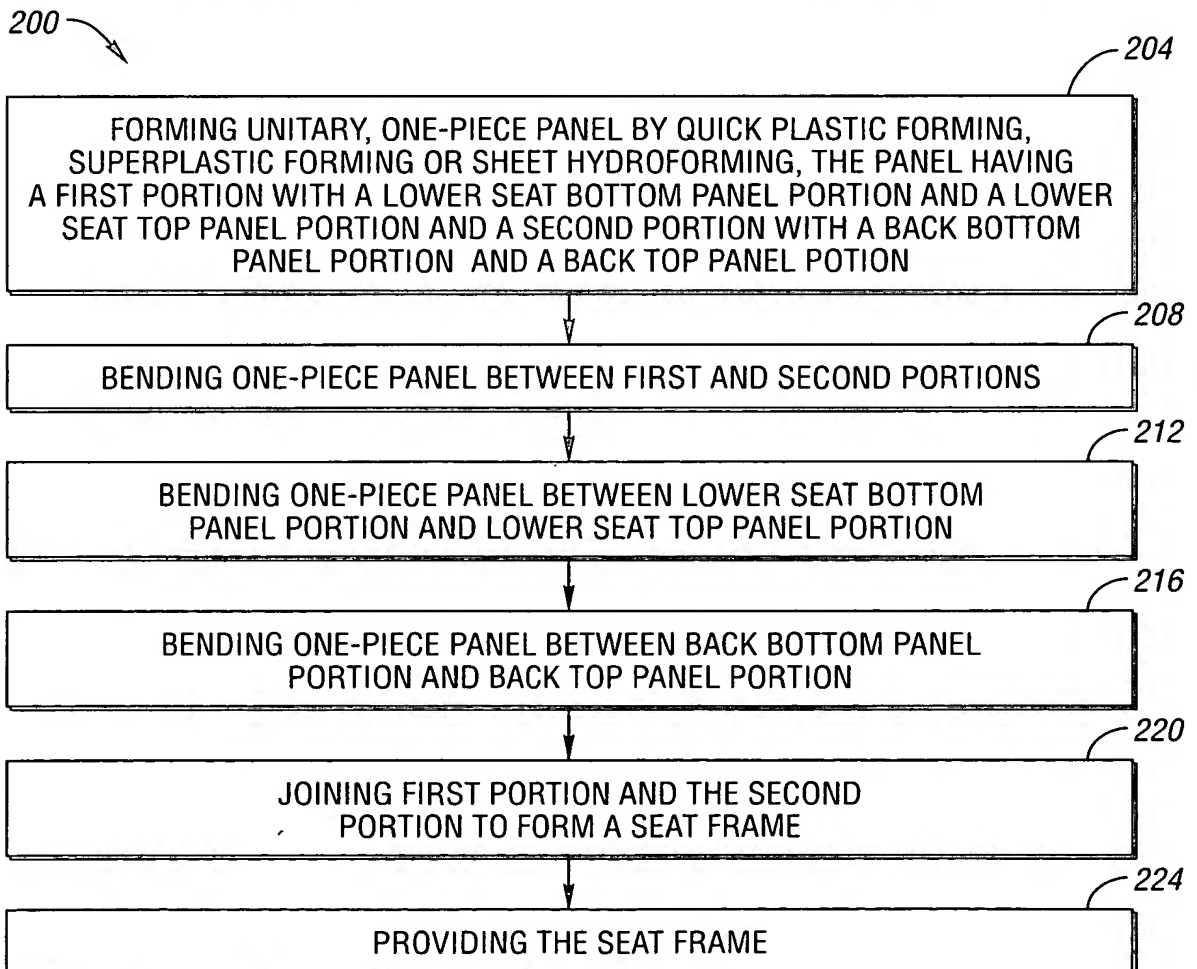 200
204
FORMING UNITARY, ONE-PIECE PANEL BY QUICK PLASTIC FORMING,
SUPERPLASTIC FORMING OR SHEET HYDROFORMING, THE PANEL HAVING
A FIRST PORTION WITH A LOWER SEAT BOTTOM PANEL PORTION AND A LOWER
SEAT TOP PANEL PORTION AND A SECOND PORTION WITH A BACK BOTTOM
PANEL PORTION AND A BACK TOP PANEL POTION
208
BENDING ONE-PIECE PANEL BETWEEN FIRST AND SECOND PORTIONS
212
BENDING ONE-PIECE PANEL BETWEEN LOWER SEAT BOTTOM
PANEL PORTION AND LOWER SEAT TOP PANEL PORTION
216
BENDING ONE-PIECE PANEL BETWEEN BACK BOTTOM PANEL
PORTION AND BACK TOP PANEL PORTION
220
JOINING FIRST PORTION AND THE SECOND
PORTION TO FORM A SEAT FRAME
224
PROVIDING THE SEAT FRAME